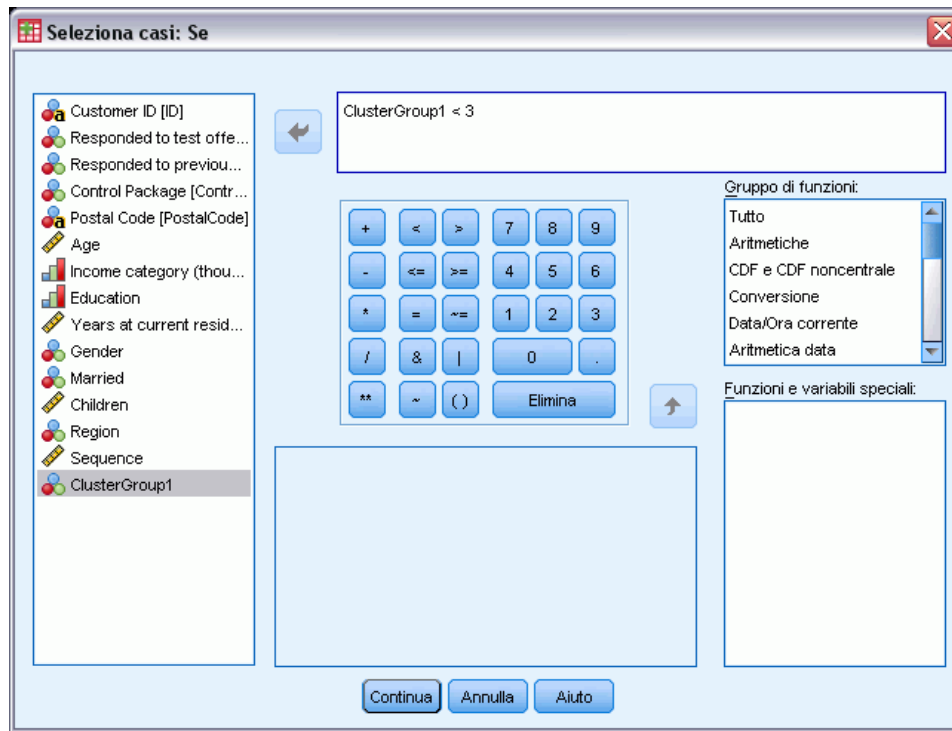 Seleziona casi: Se
Customer ID [ID]
Responded to test offe...
Responded to previou...
Control Package [Contr...
Postal Code [PostalCode]
Age
Income category (thou...
Education
Years at current resid...
Gender
Married
Children
Region
Sequence
ClusterGroup1
ClusterGroup1 < 3
+ < > 7 8 9
- <= >= 4 5 6
* = ~= 1 2 3
/ & | 0 .
** ~ ( ) Elimina
Gruppo di funzioni:
Tutto
Aritmetiche
CDF e CDF noncentrale
Conversione
Data/Ora corrente
Aritmetica data
Funzioni e variabili speciali:
Continua Annulla Aiuto